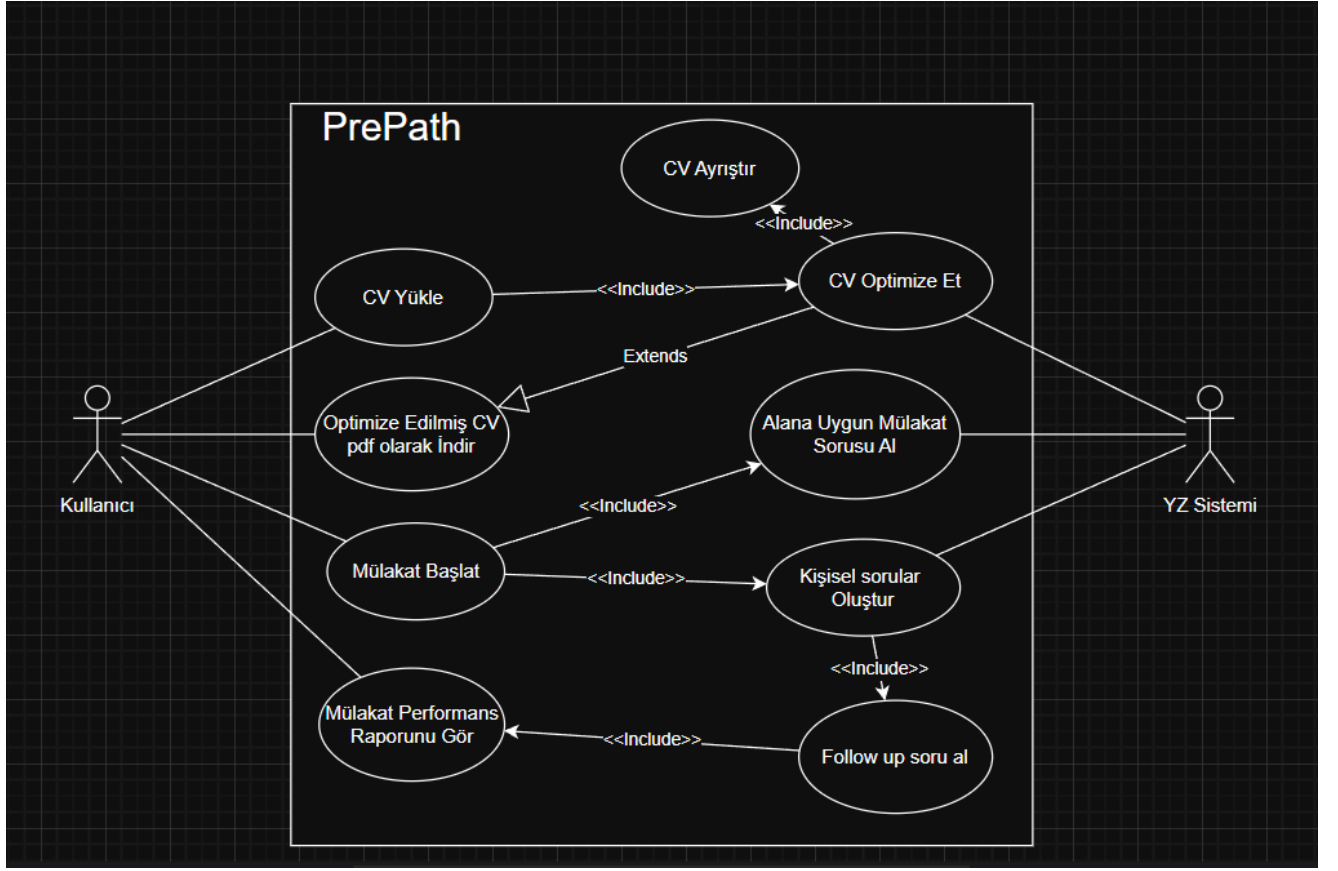 PrePath
CV Ayrıştır
<<Include>>
CV Yükle
<<Include>>
CV Optimize Et
Extends
Optimize Edilmiş CV
pdf olarak İndir
Alana Uygun Mülakat
Sorusu Al
Kullanıcı
YZ Sistemi
<<Include>>
Mülakat Başlat
<<Include>>
Kişisel sorular
Oluştur
<<Include>>
Mülakat Performans
Raporunu Gör
<<Include>>
Follow up soru al